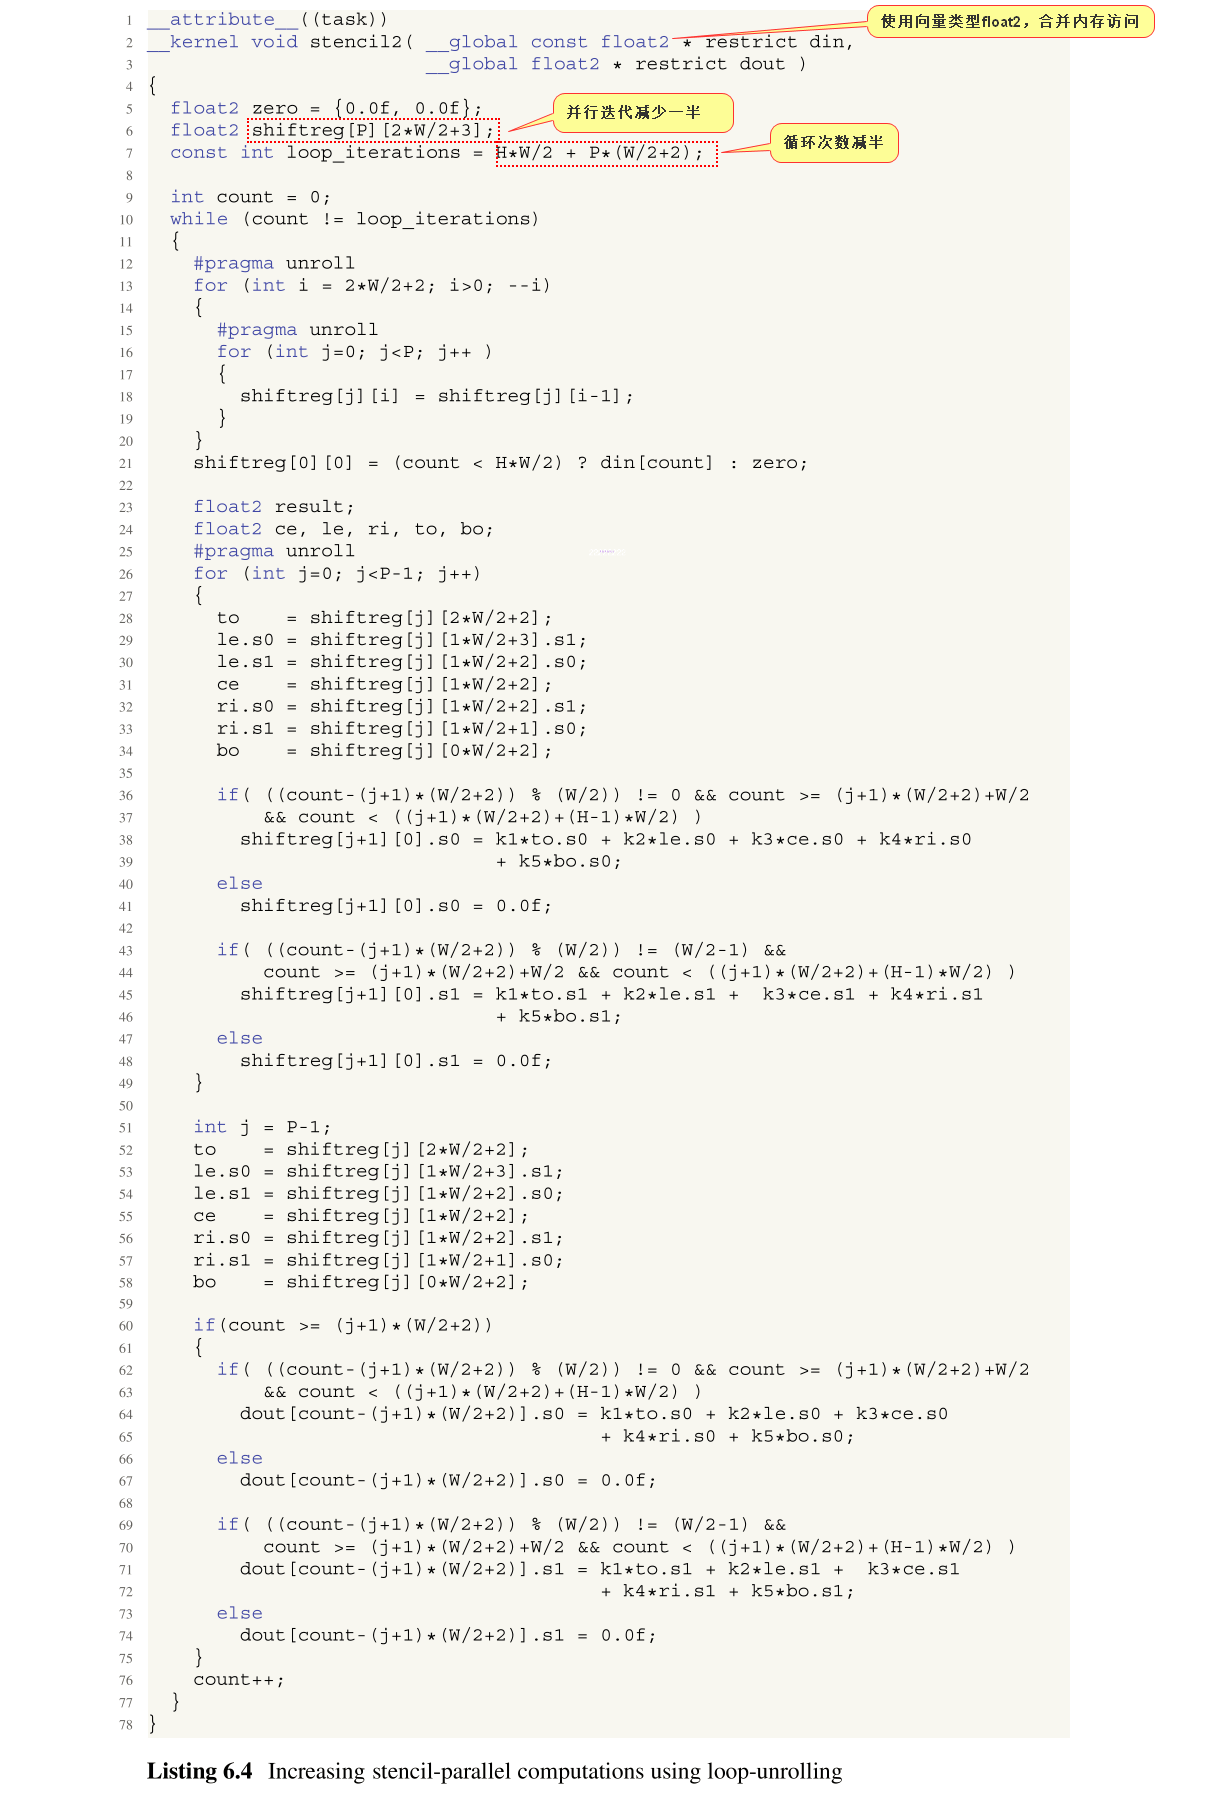 1 __attribute__((task))
使用向量类型float2，合并内存访问
2 __kernel void stencil2( __global const float2 * restrict din,
3 __global float2 * restrict dout )
4 {
5 float2 zero = {0.0f, 0.0f};
并行迭代减少一半
6 float2 shiftreg[P][2*W/2+3];
循环次数减半
7 const int loop_iterations = H*W/2 + P*(W/2+2);
8
9 int count = 0;
10 while (count != loop_iterations)
11 {
12 #pragma unroll
13 for (int i = 2*W/2+2; i>0; --i)
14 {
15 #pragma unroll
16 for (int j=0; j<P; j++ )
17 {
18 shiftreg[j][i] = shiftreg[j][i-1];
19 }
20 }
21 shiftreg[0][0] = (count < H*W/2) ? din[count] : zero;
22
23 float2 result;
24 float2 ce, le, ri, to, bo;
25 #pragma unroll
26 for (int j=0; j<P-1; j++)
27 {
28 to = shiftreg[j][2*W/2+2];
29 le.s0 = shiftreg[j][1*W/2+3].s1;
30 le.s1 = shiftreg[j][1*W/2+2].s0;
31 ce = shiftreg[j][1*W/2+2];
32 ri.s0 = shiftreg[j][1*W/2+2].s1;
33 ri.s1 = shiftreg[j][1*W/2+1].s0;
34 bo = shiftreg[j][0*W/2+2];
35
36 if( ((count-(j+1)*(W/2+2)) % (W/2)) != 0 && count >= (j+1)*(W/2+2)+W/2
37 && count < ((j+1)*(W/2+2)+(H-1)*W/2) )
38 shiftreg[j+1][0].s0 = k1*to.s0 + k2*le.s0 + k3*ce.s0 + k4*ri.s0
39 + k5*bo.s0;
40 else
41 shiftreg[j+1][0].s0 = 0.0f;
42
43 if( ((count-(j+1)*(W/2+2)) % (W/2)) != (W/2-1) &&
44 count >= (j+1)*(W/2+2)+W/2 && count < ((j+1)*(W/2+2)+(H-1)*W/2) )
45 shiftreg[j+1][0].s1 = k1*to.s1 + k2*le.s1 + k3*ce.s1 + k4*ri.s1
46 + k5*bo.s1;
47 else
48 shiftreg[j+1][0].s1 = 0.0f;
49 }
50
51 int j = P-1;
52 to = shiftreg[j][2*W/2+2];
53 le.s0 = shiftreg[j][1*W/2+3].s1;
54 le.s1 = shiftreg[j][1*W/2+2].s0;
55 ce = shiftreg[j][1*W/2+2];
56 ri.s0 = shiftreg[j][1*W/2+2].s1;
57 ri.s1 = shiftreg[j][1*W/2+1].s0;
58 bo = shiftreg[j][0*W/2+2];
59
60 if(count >= (j+1)*(W/2+2))
61 {
62 if( ((count-(j+1)*(W/2+2)) % (W/2)) != 0 && count >= (j+1)*(W/2+2)+W/2
63 && count < ((j+1)*(W/2+2)+(H-1)*W/2) )
64 dout[count-(j+1)*(W/2+2)].s0 = k1*to.s0 + k2*le.s0 + k3*ce.s0
65 + k4*ri.s0 + k5*bo.s0;
66 else
67 dout[count-(j+1)*(W/2+2)].s0 = 0.0f;
68
69 if( ((count-(j+1)*(W/2+2)) % (W/2)) != (W/2-1) &&
70 count >= (j+1)*(W/2+2)+W/2 && count < ((j+1)*(W/2+2)+(H-1)*W/2) )
71 dout[count-(j+1)*(W/2+2)].s1 = k1*to.s1 + k2*le.s1 + k3*ce.s1
72 + k4*ri.s1 + k5*bo.s1;
73 else
74 dout[count-(j+1)*(W/2+2)].s1 = 0.0f;
75 }
76 count++;
77 }
78 }
Listing 6.4 Increasing stencil-parallel computations using loop-unrolling